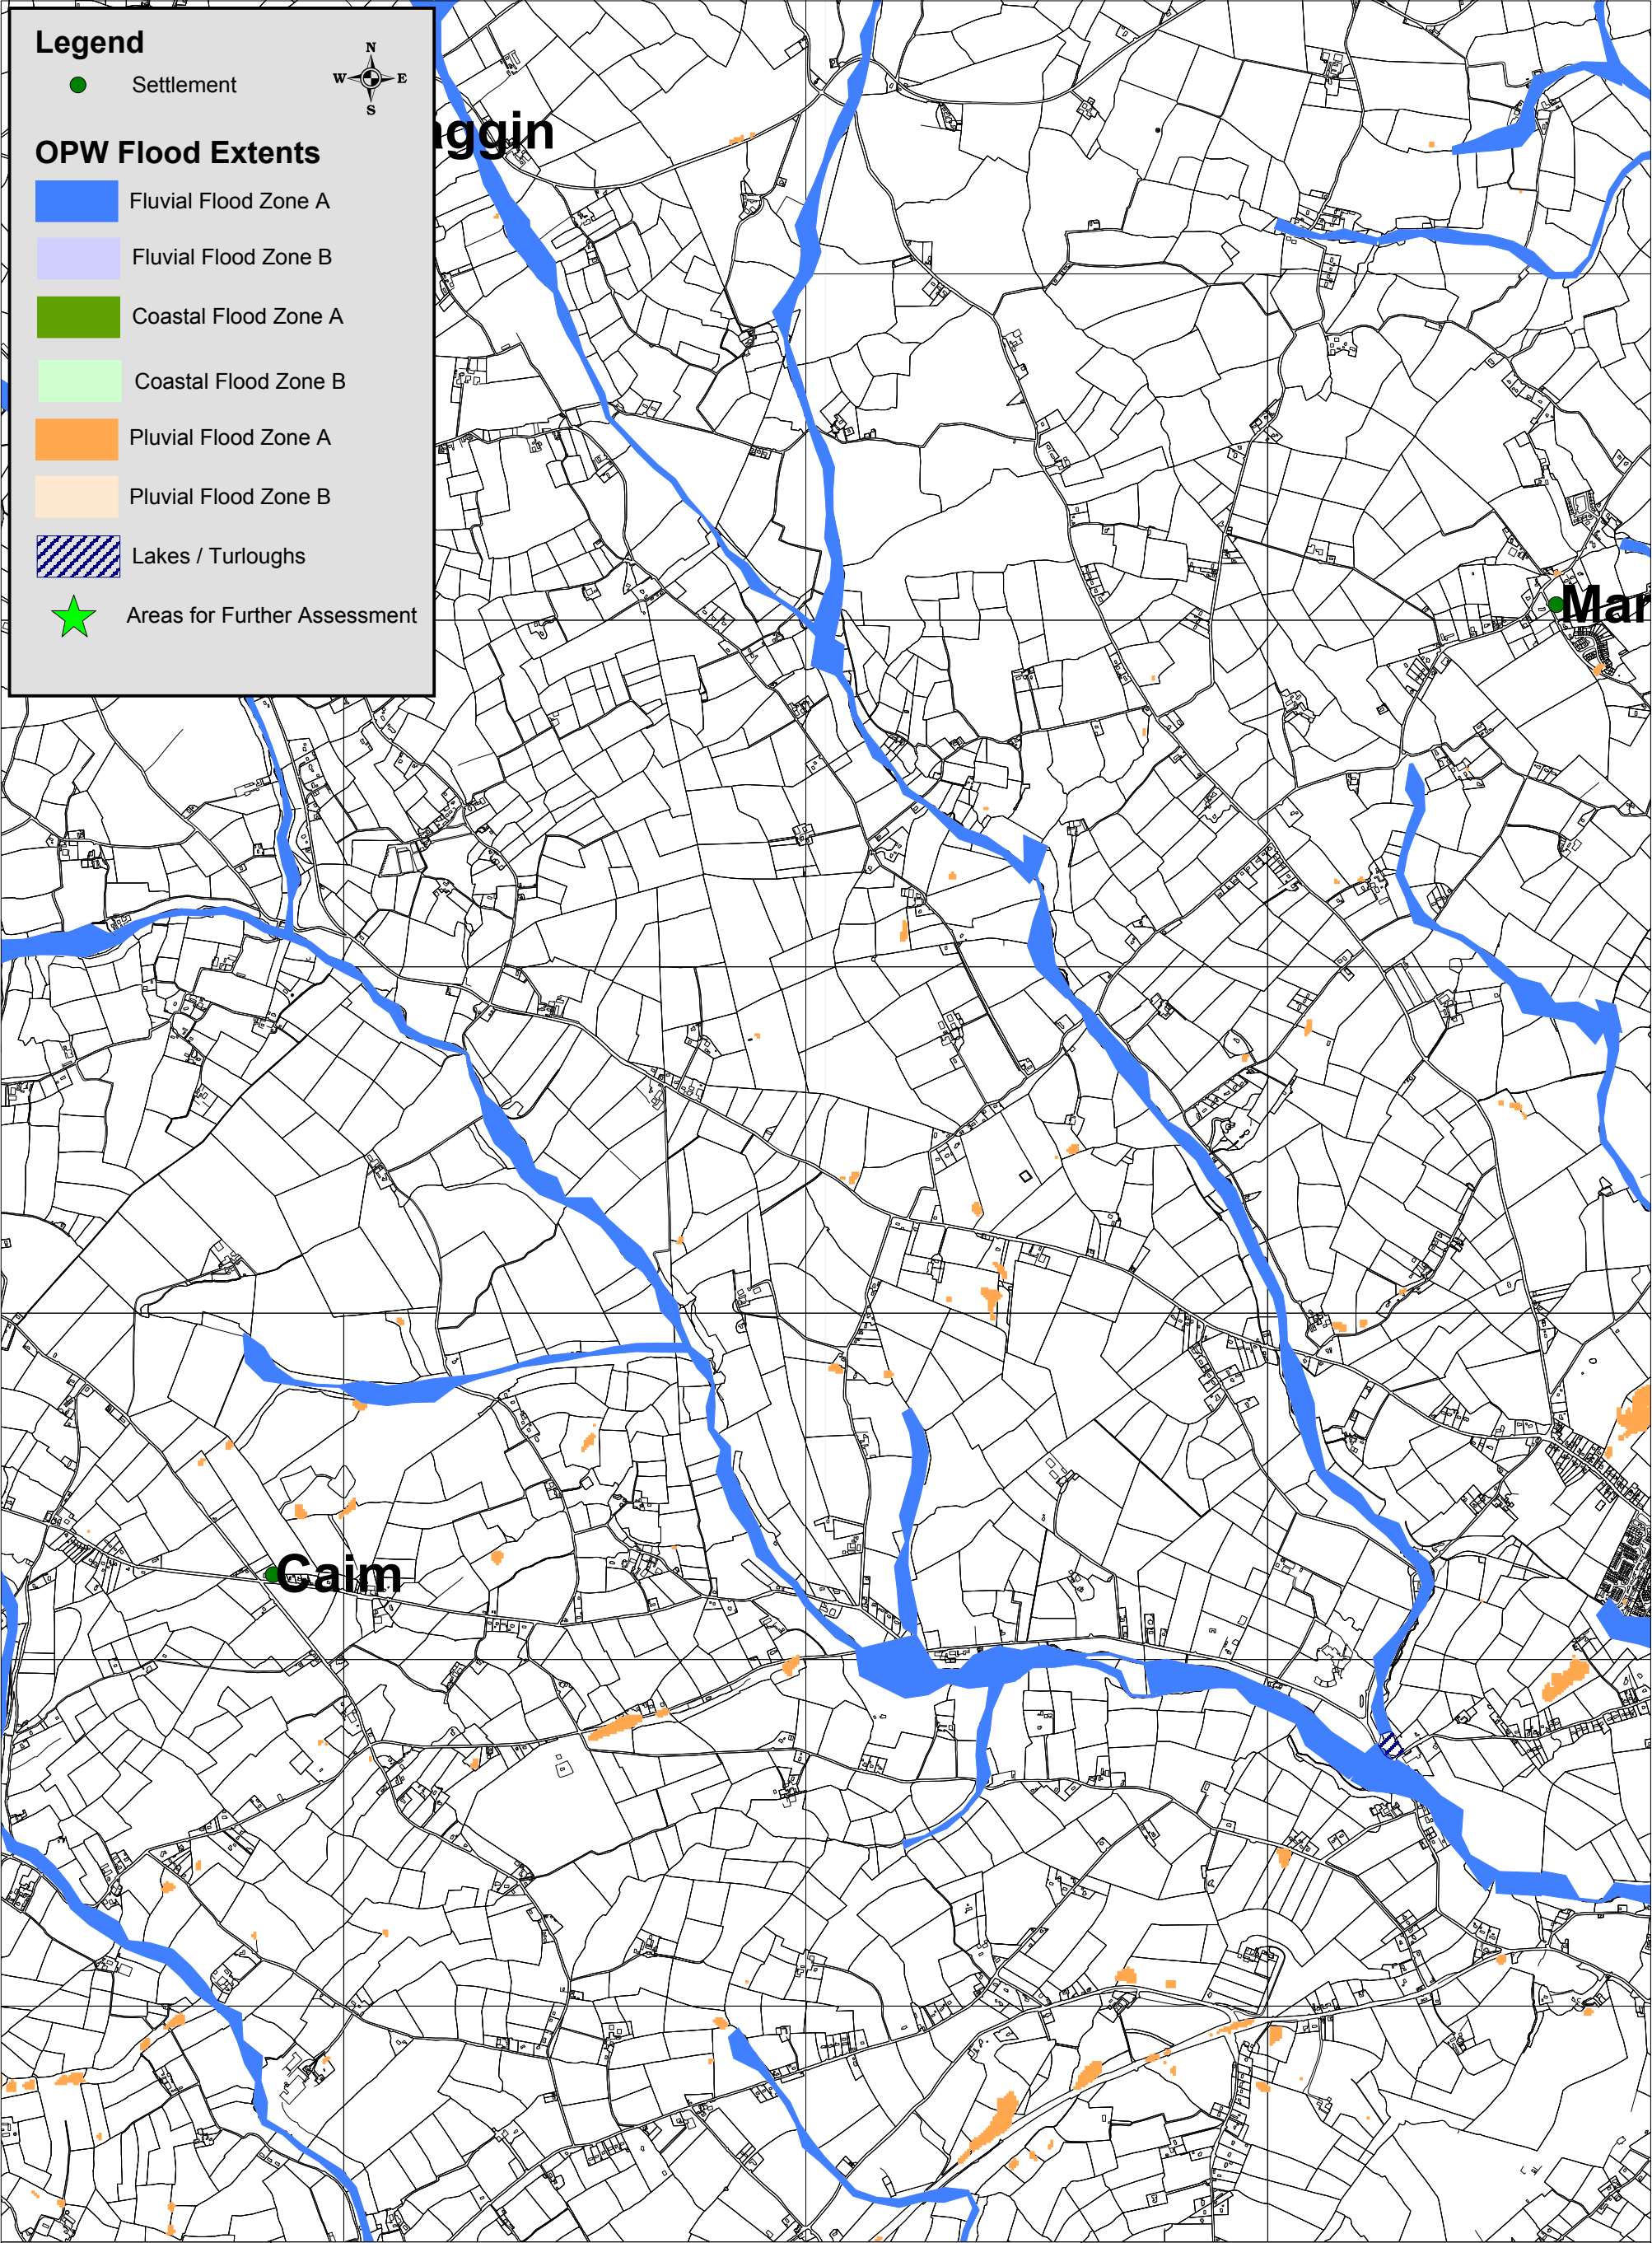 Legend
N
W E
S
Settlement
OPW Flood Extents
Fluvial Flood Zone A
Fluvial Flood Zone B
Coastal Flood Zone A
Coastal Flood Zone B
Pluvial Flood Zone A
Pluvial Flood Zone B
Lakes / Turloughs
Areas for Further Assessment
aggin
Mar
Caim